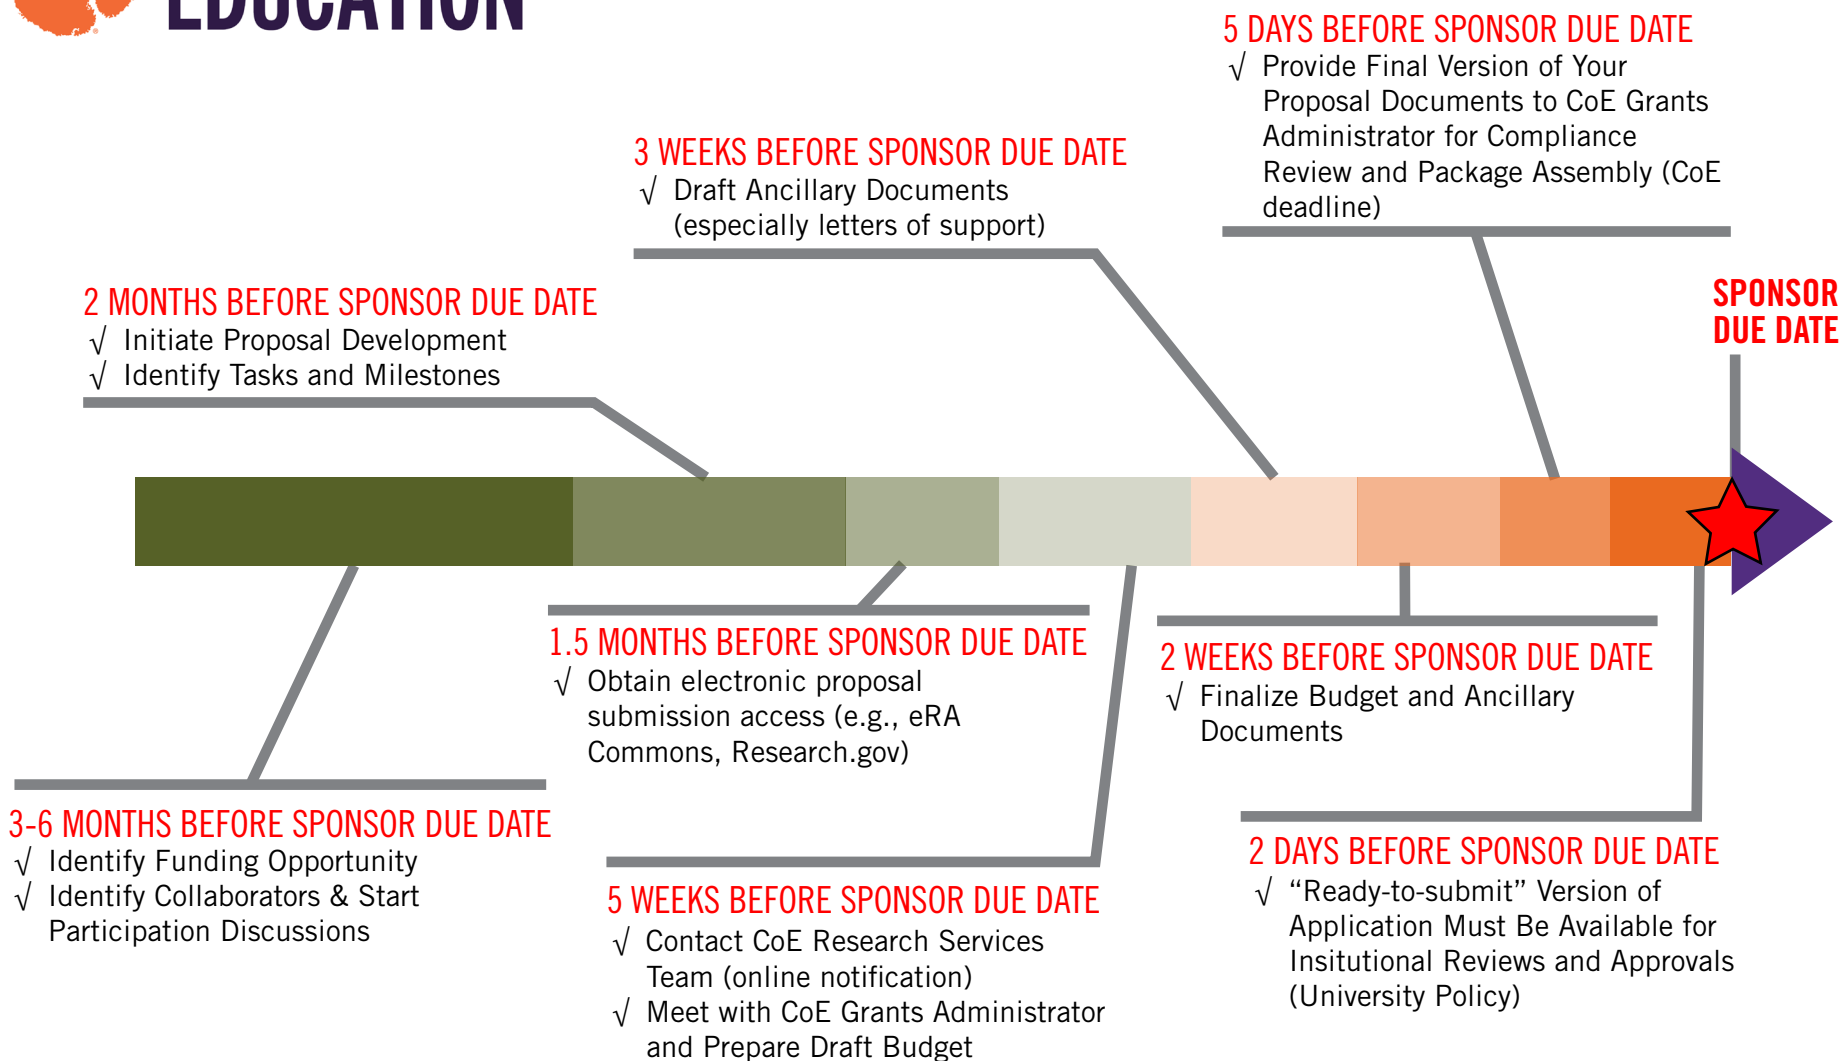 EDUCATION
5 DAYS BEFORE SPONSOR DUE DATE
√ Provide Final Version of Your
Proposal Documents to CoE Grants
Administrator for Compliance
Review and Package Assembly (CoE
deadline)
3 WEEKS BEFORE SPONSOR DUE DATE
√ Draft Ancillary Documents
(especially letters of support)
2 MONTHS BEFORE SPONSOR DUE DATE
√ Initiate Proposal Development
√ Identify Tasks and Milestones
SPONSOR
DUE DATE
1.5 MONTHS BEFORE SPONSOR DUE DATE
√ Obtain electronic proposal
submission access (e.g., eRA
Commons, Research.gov)
2 WEEKS BEFORE SPONSOR DUE DATE
√ Finalize Budget and Ancillary
Documents
3-6 MONTHS BEFORE SPONSOR DUE DATE
√ Identify Funding Opportunity
√ Identify Collaborators & Start
Participation Discussions
5 WEEKS BEFORE SPONSOR DUE DATE
√ Contact CoE Research Services
Team (online notification)
√ Meet with CoE Grants Administrator
and Prepare Draft Budget
2 DAYS BEFORE SPONSOR DUE DATE
√ “Ready-to-submit” Version of
Application Must Be Available for
Insitutional Reviews and Approvals
(University Policy)